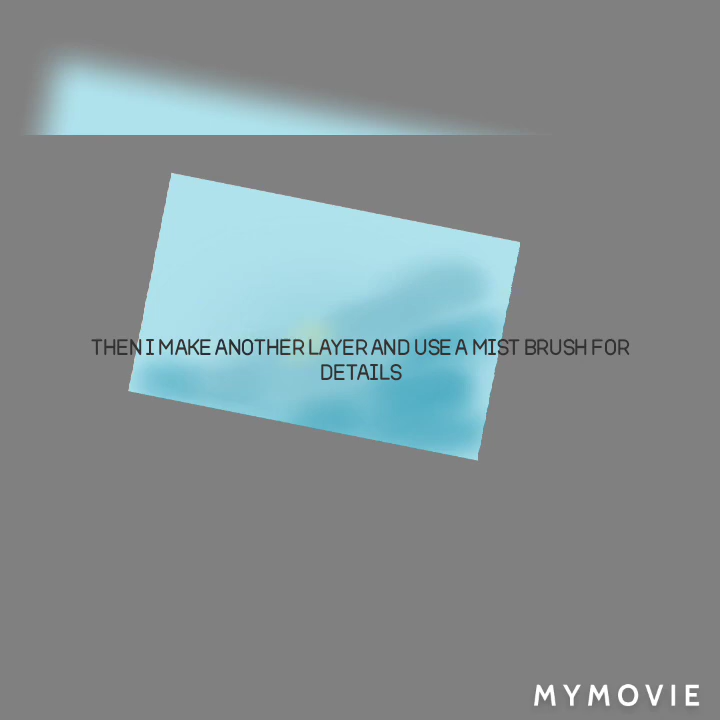 THEN I MAKE ANOTHER LAYER AND USE A MIST BRUSH FOR
DETAILS
MYMOVIE